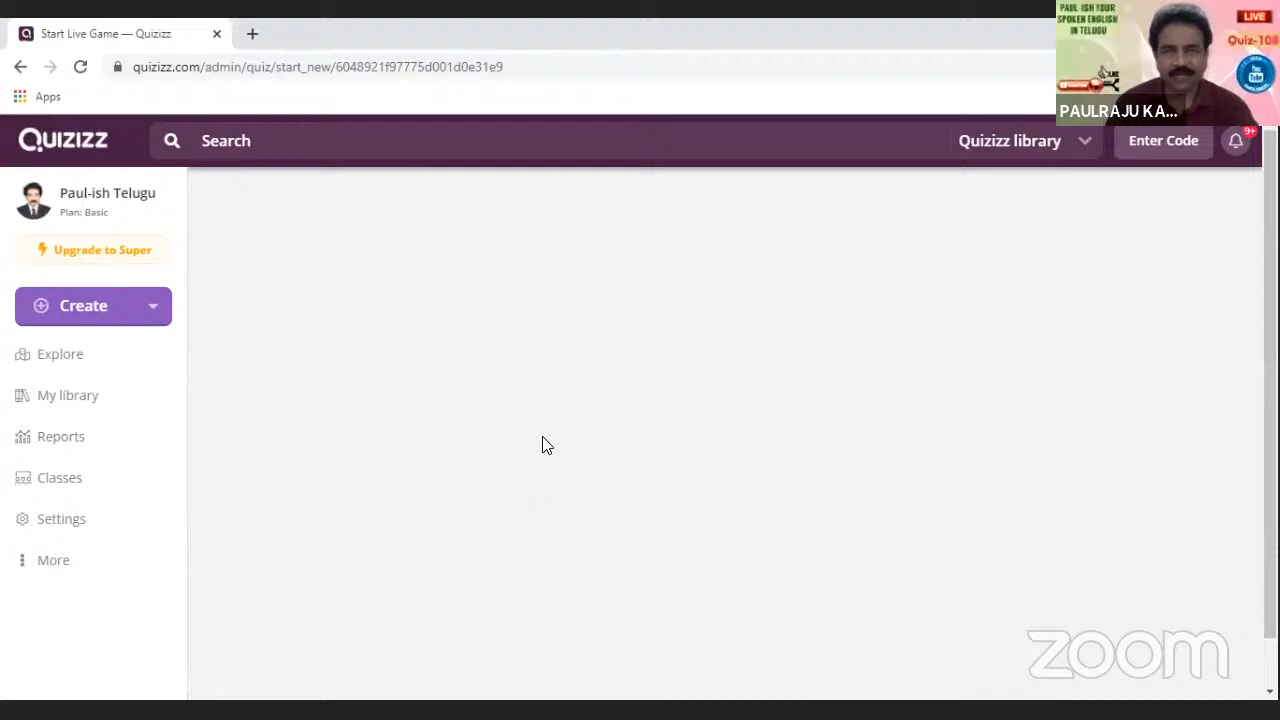 Start Live Game — Quizizz
quizizz.com/admin/quiz/start_new/6048921f97775d001d0e31e9
Apps
PAUL-ISH YOUR
SPOKEN ENGLISH
IN TELUGU
LIVE
Quiz-108
You
Tube
PAULRAJU KA...
QUIZIZZ
Search
Quizizz library
Enter Code
9+
Paul-ish Telugu
Plan: Basic
Upgrade to Super
Create
Explore
My library
Reports
Classes
Settings
More
zoom